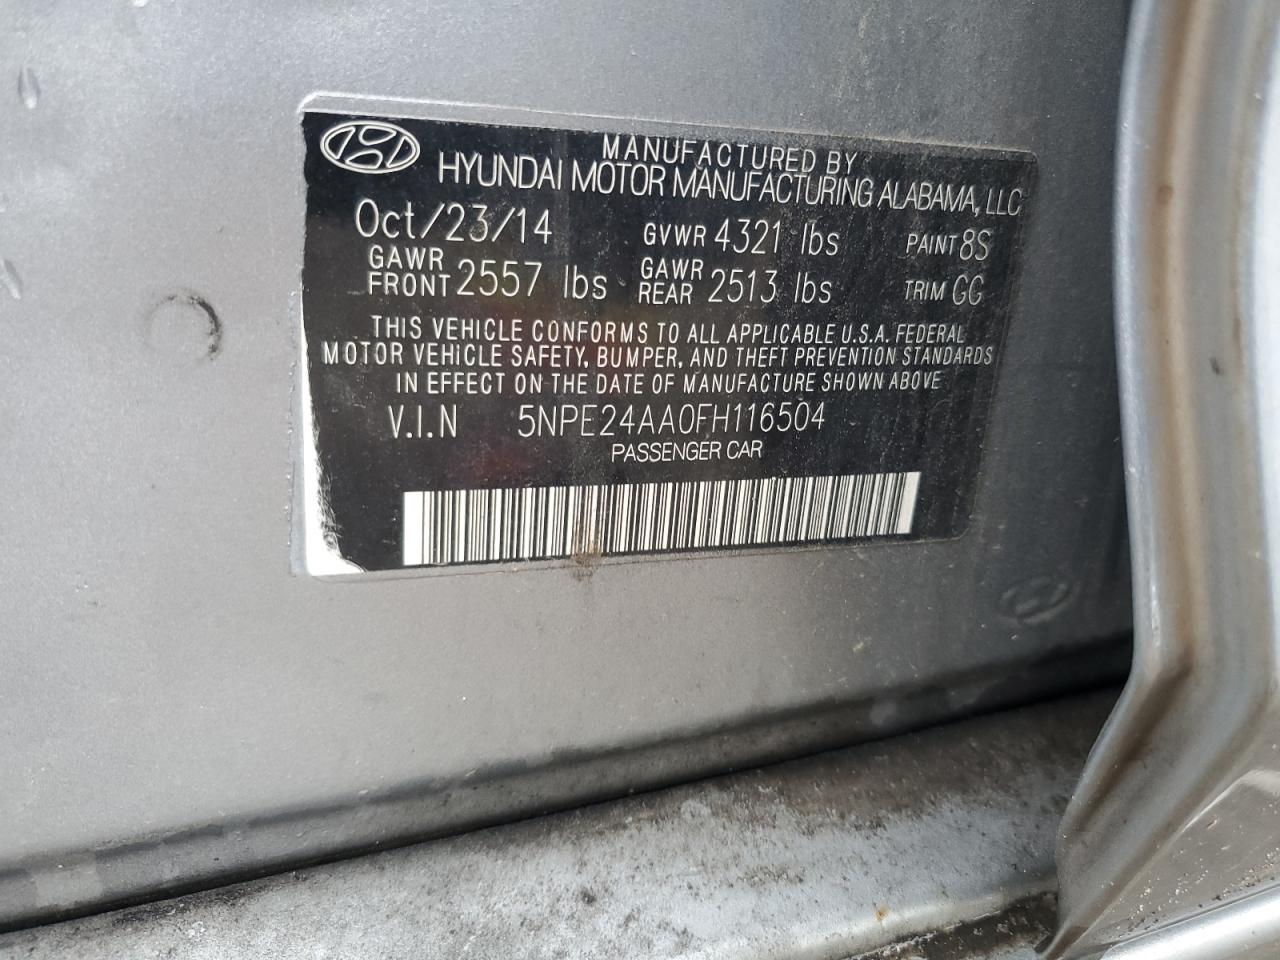 MANUFACTURED BY
HYUNDAI MOTOR MANUFACTURING ALABAMA, LLC
Oct/23/14 GVWR 4321 lbs PAINT 8S
GAWR FRONT 2557 lbs GAWR REAR 2513 lbs TRIM GG
THIS VEHICLE CONFORMS TO ALL APPLICABLE U.S.A. FEDERAL
MOTOR VEHICLE SAFETY, BUMPER, AND THEFT PREVENTION STANDARDS
IN EFFECT ON THE DATE OF MANUFACTURE SHOWN ABOVE
V.I.N 5NPE24AA0FH116504
PASSENGER CAR